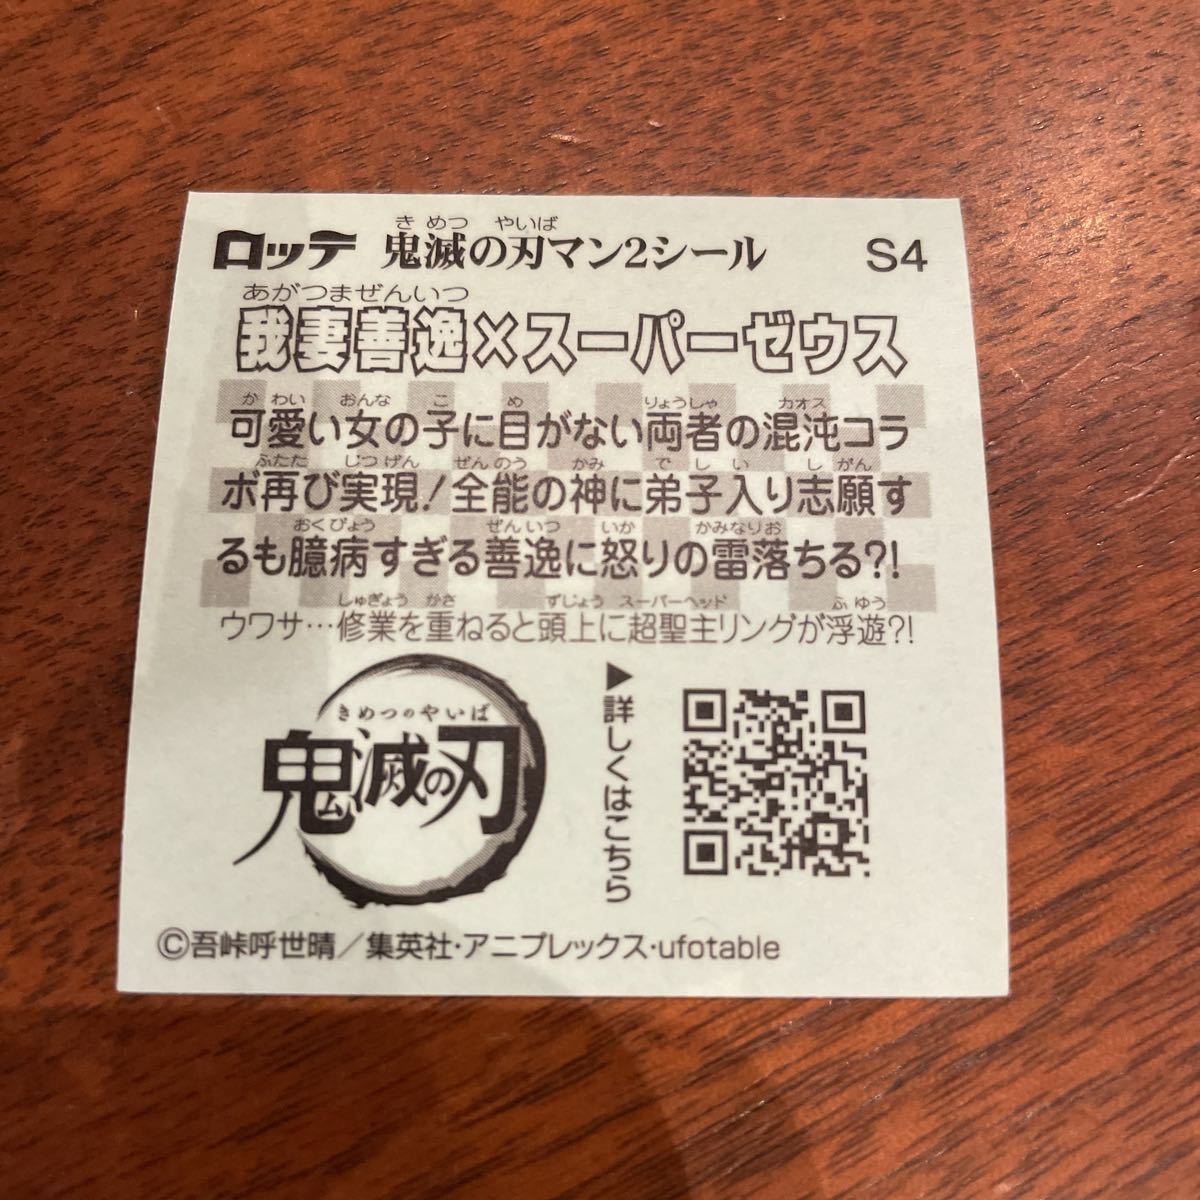 ロッテ 鬼滅の刃マン2シール S4
きめつ やいば
あがつまぜんいつ
我妻善逸×スーパーゼウス
かわい おんな こ め りょうしゃ カオス
可愛い女の子に目がない両者の混沌コラ
ふたた じつげん ぜんのう かみ でしい しがん
ボ再び実現!全能の神に弟子入り志願す
おくびょう ぜんいつ いか かみなりお
るも臆病すぎる善逸に怒りの雷落ちる?!
しゅぎょう かさ ずじょう スーパーヘッド ふゆう
ウワサ…修業を重ねると頭上に超聖主リングが浮遊?!
きめつのやいば
鬼滅の刃
▶詳しくはこちら
©吾峠呼世晴/集英社・アニプレックス・ufotable